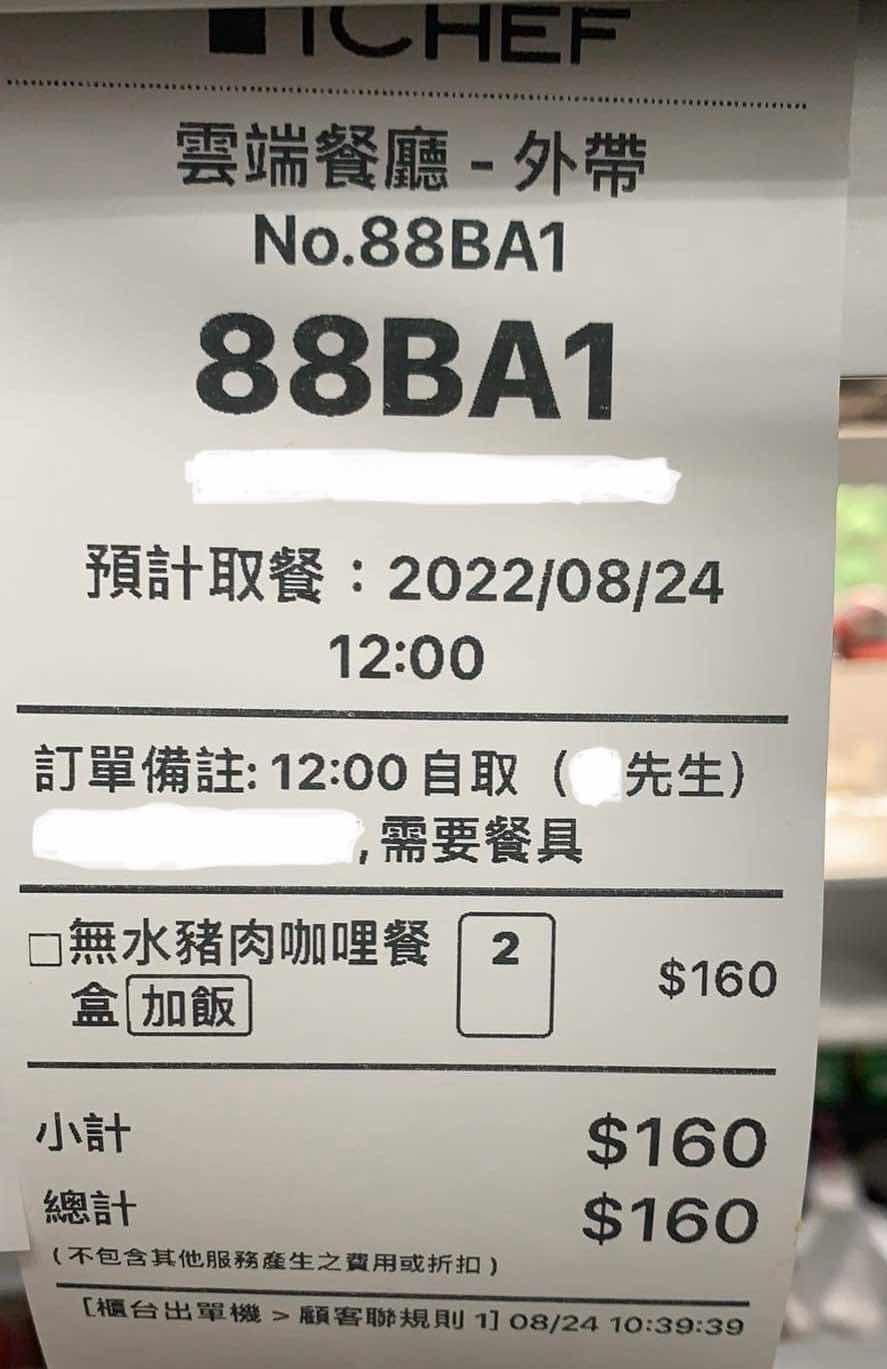 iCHEF
雲端餐廳 - 外帶
No.88BA1
88BA1
預計取餐：2022/08/24
12:00
訂單備註: 12:00 自取（先生）
, 需要餐具
□無水豬肉咖哩餐 2 $160
盒 加飯
小計 $160
總計 $160
(不包含其他服務產生之費用或折扣)
[櫃台出單機 > 顧客聯規則 1] 08/24 10:39:39